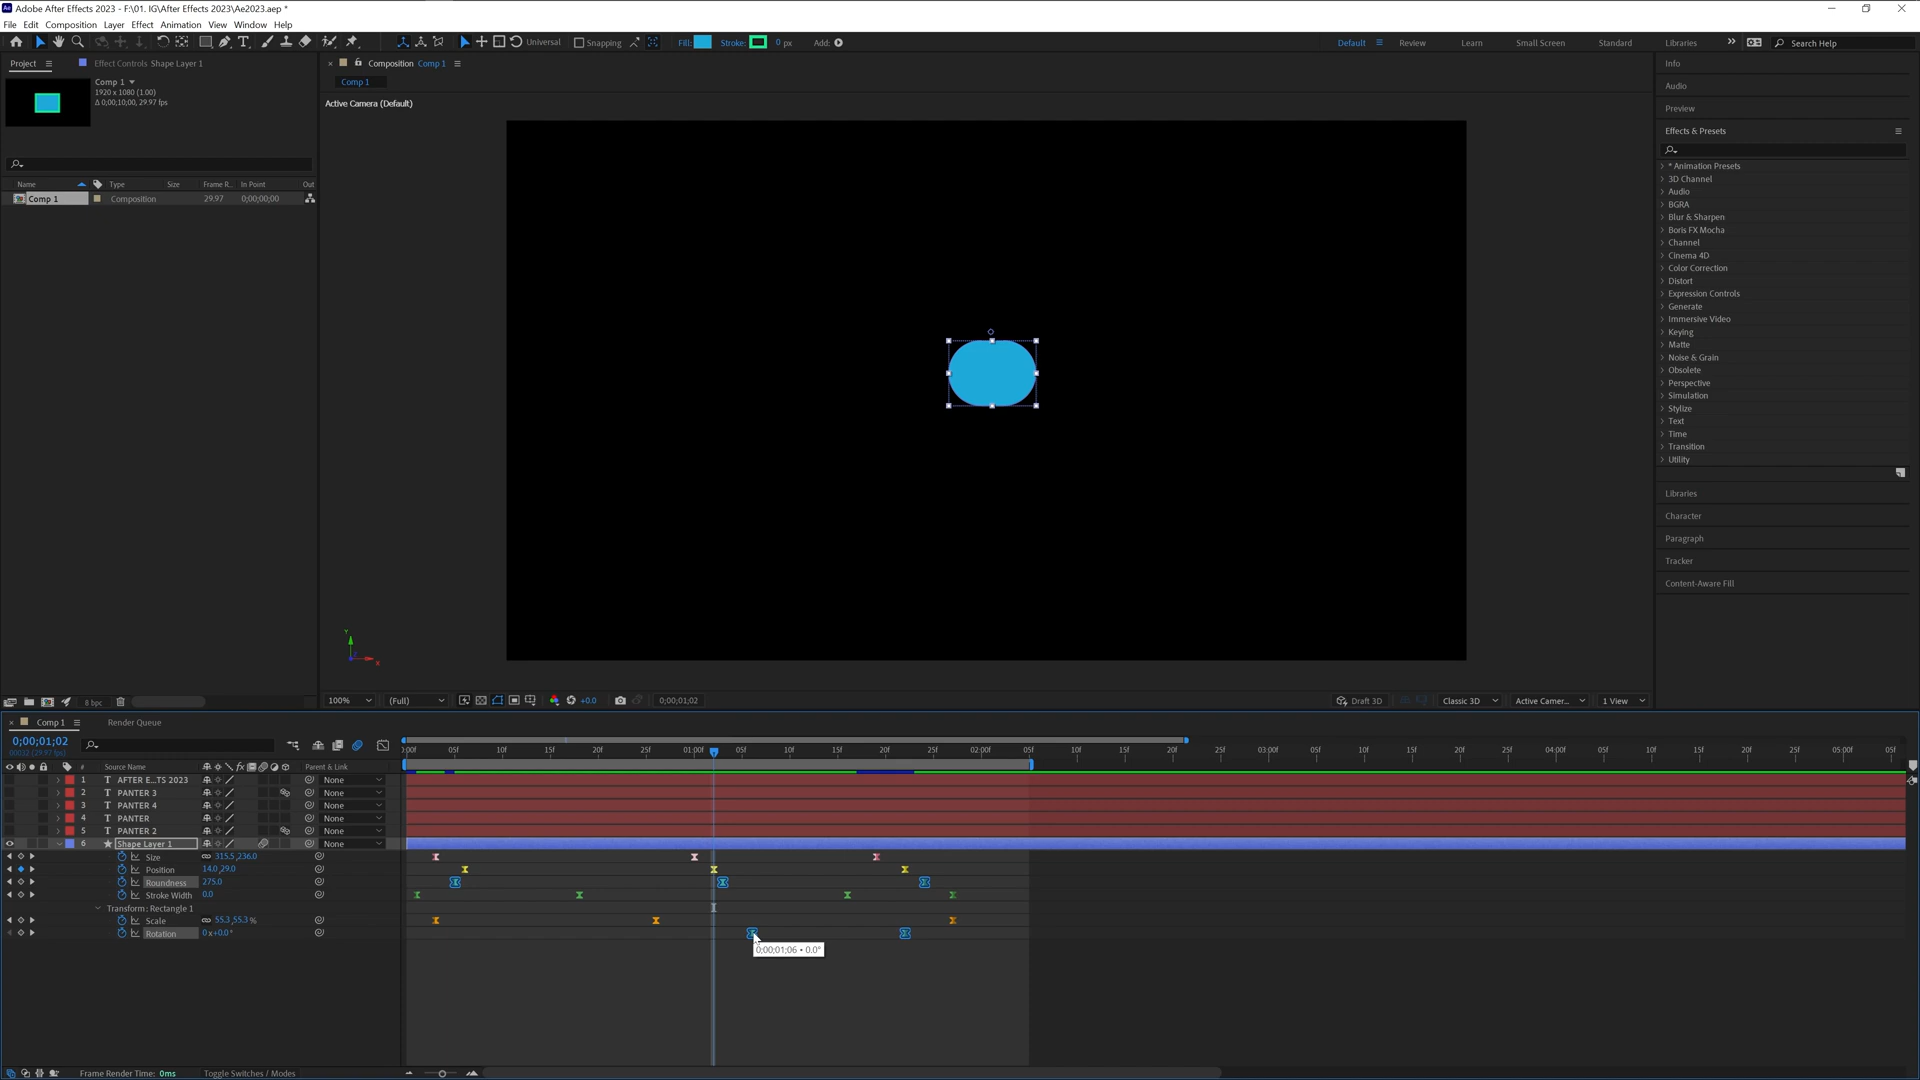 Adobe After Effects 2023 - F:\01. IG\After Effects 2023\Ae2023.aep *
File Edit Composition Layer Effect Animation View Window Help
Universal Snapping Fill: Stroke: 0 px Add: Default Review Learn Small Screen Standard Libraries Search Help
Project Effect Controls Shape Layer 1
Composition Comp 1
Comp 1
1920 x 1080 (1.00)
Δ 0;00;10;00, 29.97 fps
Comp 1
Active Camera (Default)
Name Type Size Frame R... In Point Out
Comp 1 Composition 29.97 0;00;00;00
Info
Audio
Preview
Effects & Presets
* Animation Presets
3D Channel
Audio
BGRA
Blur & Sharpen
Boris FX Mocha
Channel
Cinema 4D
Color Correction
Distort
Expression Controls
Generate
Immersive Video
Keying
Matte
Noise & Grain
Obsolete
Perspective
Simulation
Stylize
Text
Time
Transition
Utility
Libraries
Character
Paragraph
Tracker
Content-Aware Fill
Y
X
8 bpc
100% (Full) +0.0 0;00;01;02 Draft 3D Classic 3D Active Camer... 1 View
Comp 1 Render Queue
0;00;01;02
00032 (29.97 fps)
05f 10f 15f 20f 25f 01:00f 05f 10f 15f 20f 25f 02:00f 05f 10f 15f 20f 25f 03:00f 05f 10f 15f 20f 25f 04:00f 05f 10f 15f 20f 25f 05:00f 05f
# Source Name fx Parent & Link
1 T AFTER E...TS 2023 None
2 T PANTER 3 None
3 T PANTER 4 None
4 T PANTER None
5 T PANTER 2 None
6 Shape Layer 1 None
Size 315.5,236.0
Position 14.0,29.0
Roundness 275.0
Stroke Width 0.0
Transform: Rectangle 1
Scale 55.3,55.3%
Rotation 0x+0.0°
0;00;01;06 • 0.0°
Frame Render Time: 0ms Toggle Switches / Modes